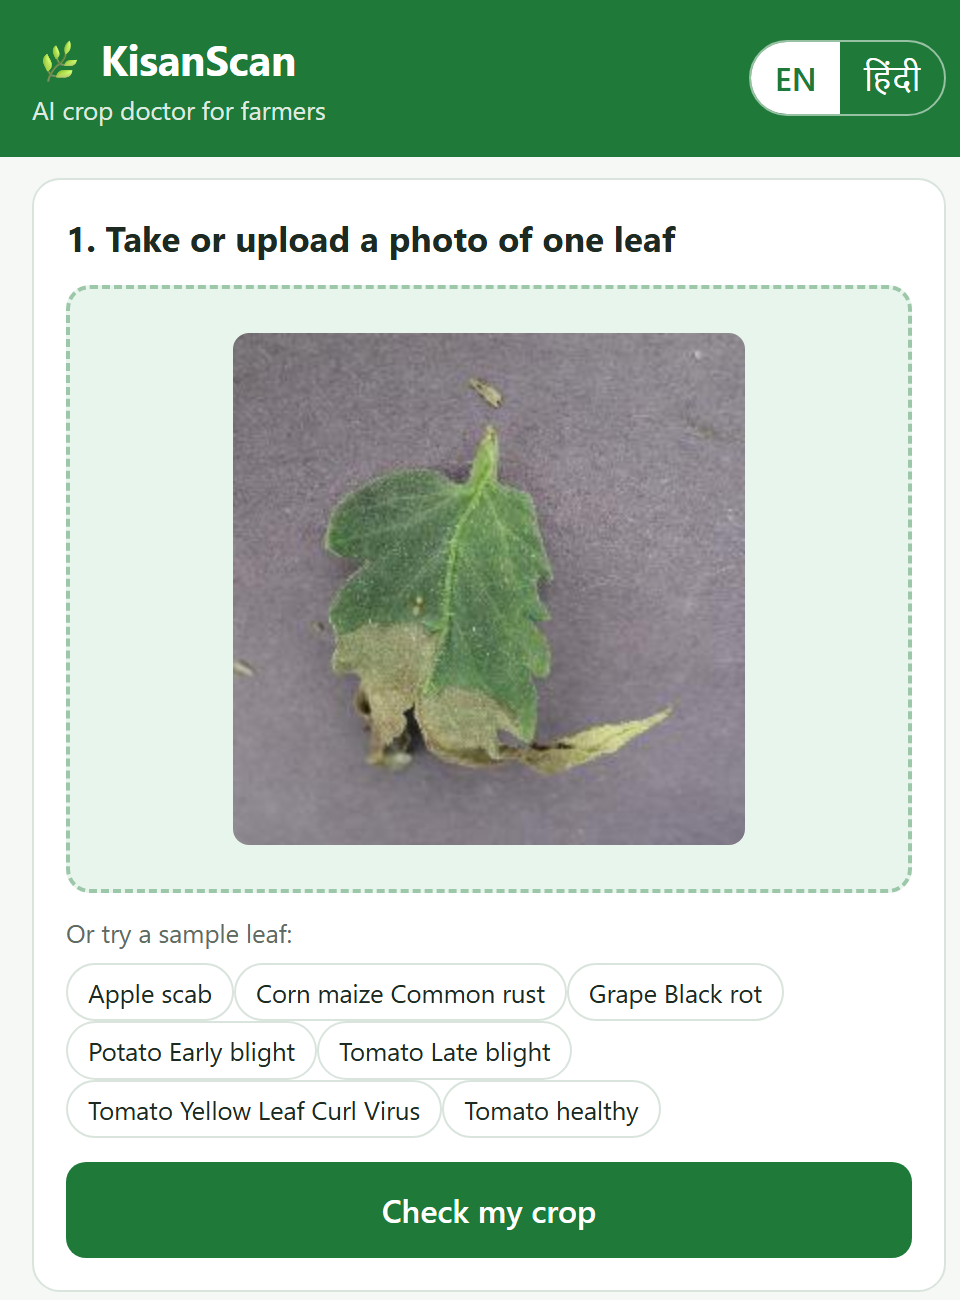 KisanScan
AI crop doctor for farmers
EN हिंदी
1. Take or upload a photo of one leaf
Or try a sample leaf:
Apple scab Corn maize Common rust Grape Black rot
Potato Early blight Tomato Late blight
Tomato Yellow Leaf Curl Virus Tomato healthy
Check my crop